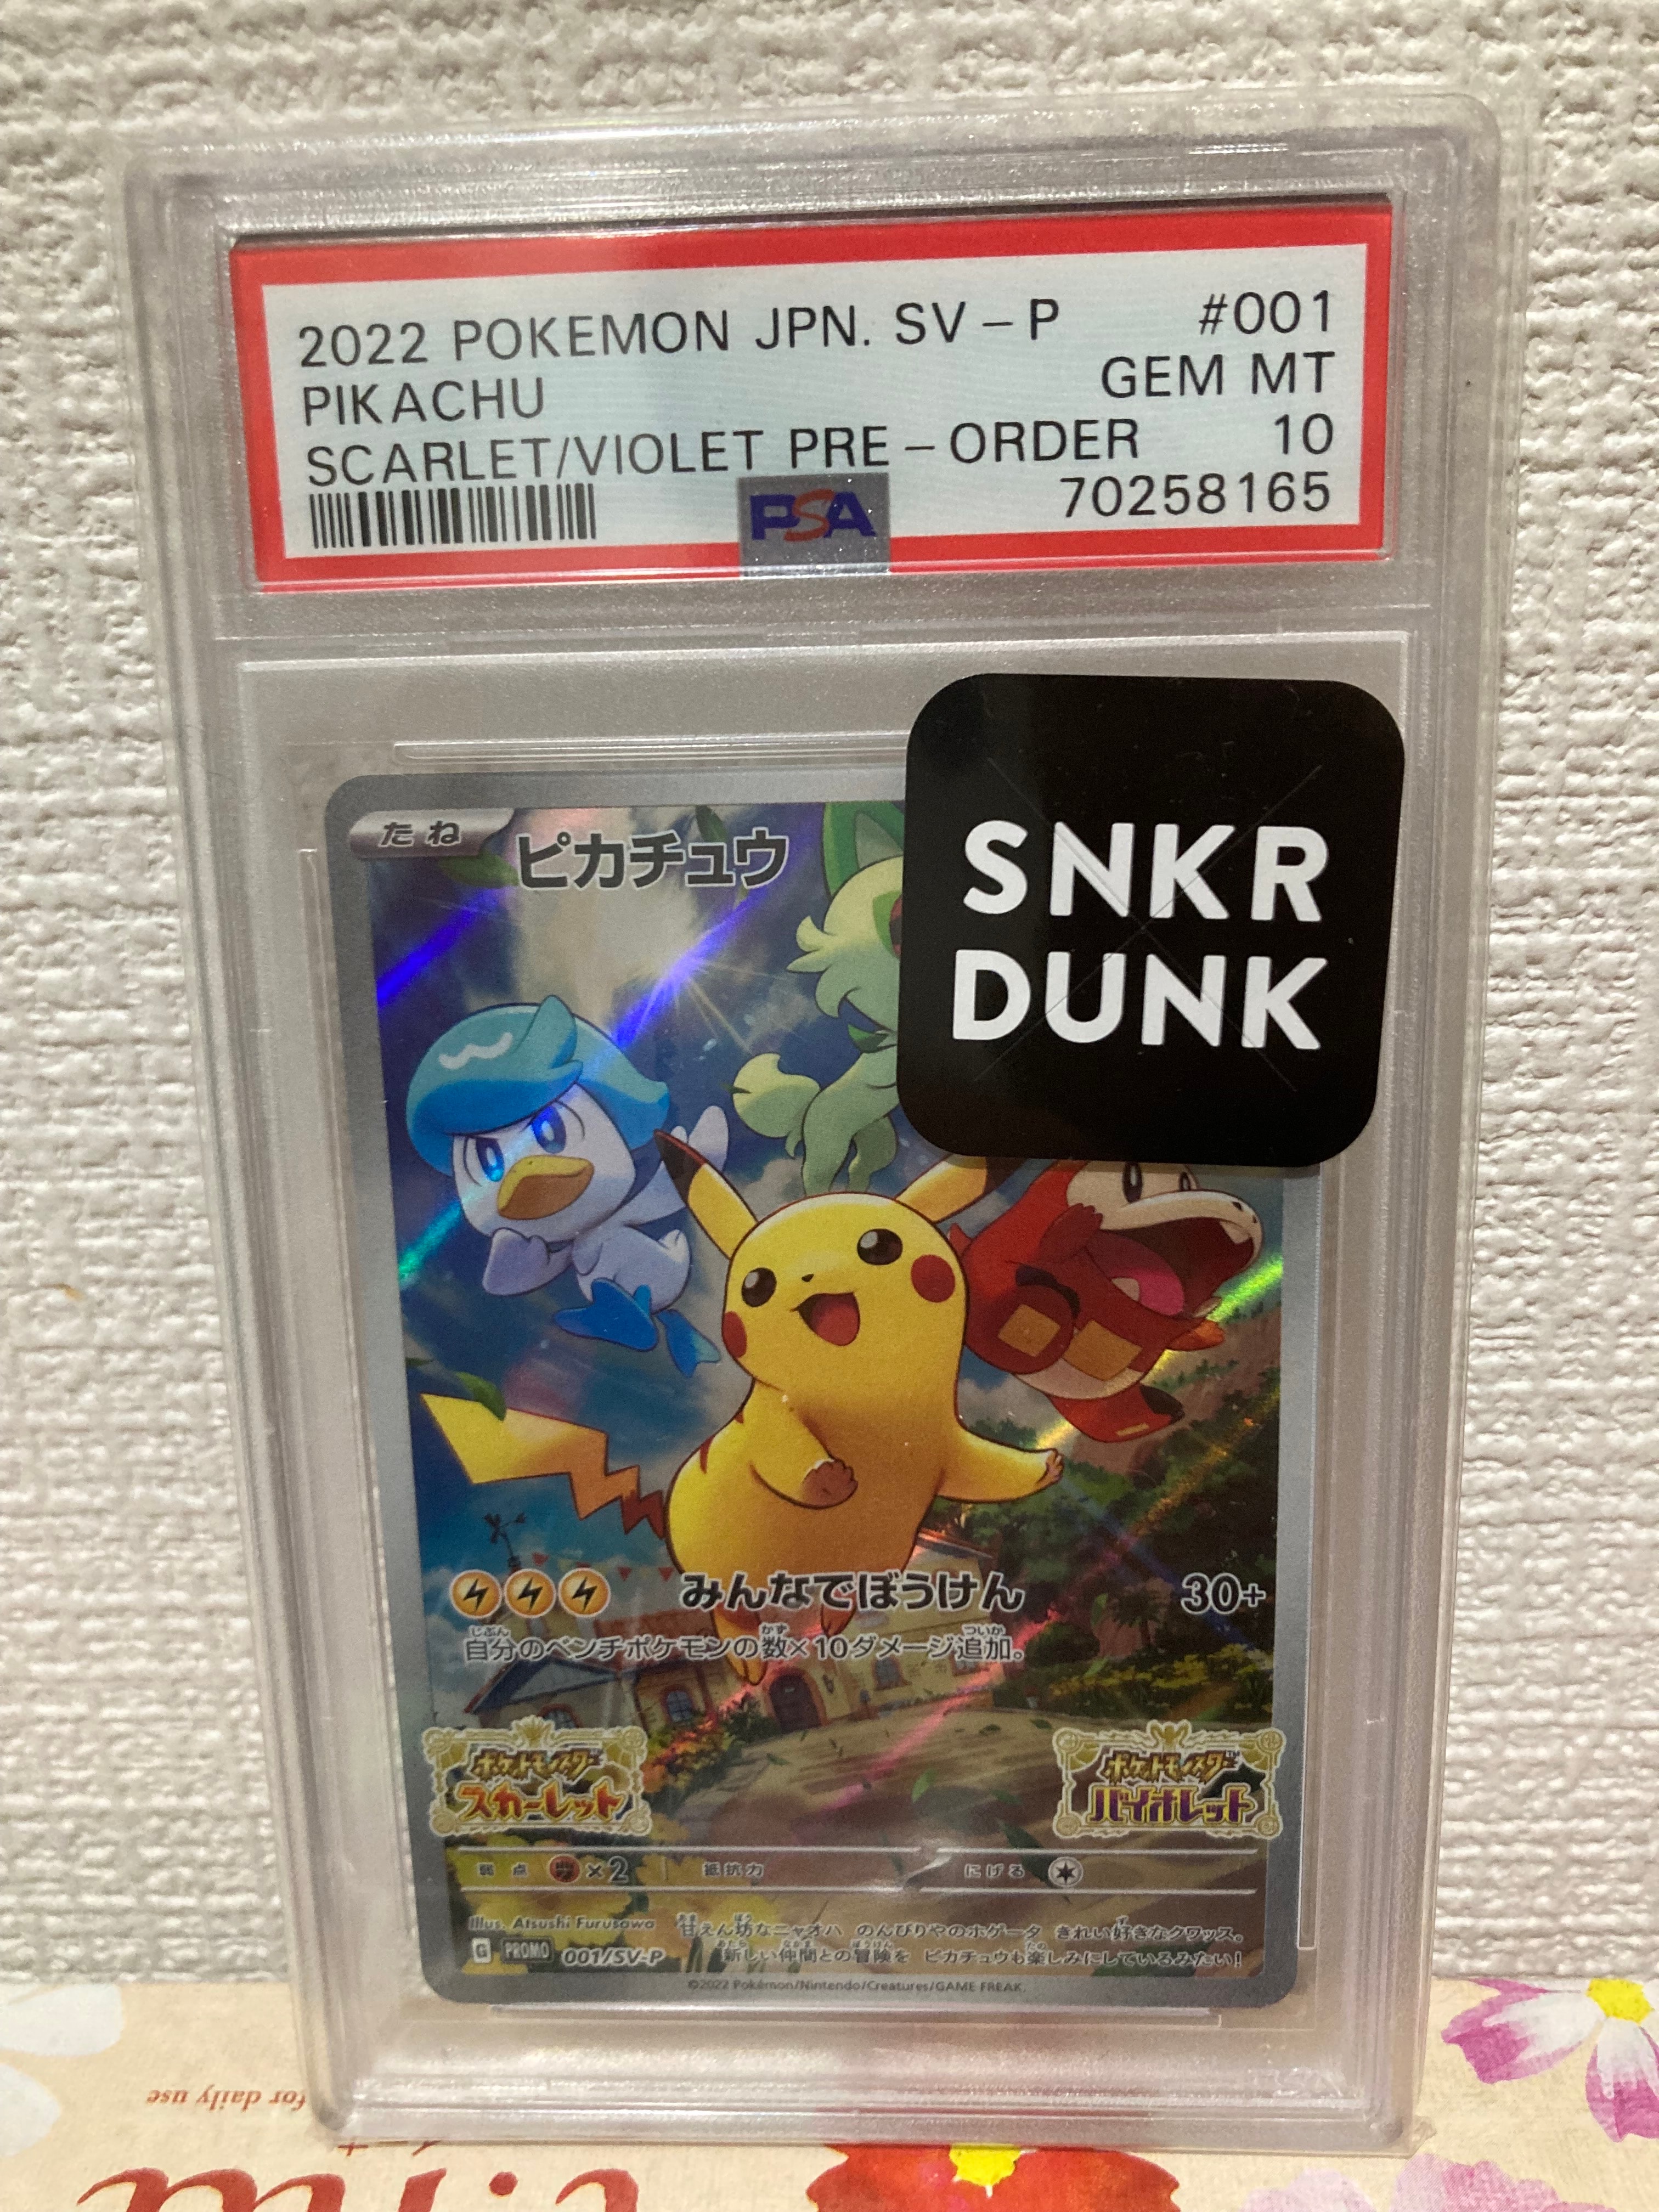 2022 POKEMON JPN. SV-P #001
PIKACHU GEM MT
SCARLET/VIOLET PRE-ORDER 10
PSA 70258165
SNKR
DUNK
たね ピカチュウ
みんなでぼうけん 30+
自分のベンチポケモンの数×10ダメージ追加。
ポケットモンスター
スカーレット
ポケットモンスター
バイオレット
弱点 ×2 抵抗力 にげる
Illus. Atsushi Furusawa
G PROMO 001/SV-P
甘えん坊なニャオハ のんびりやのホゲータ きれい好きなクワッス。
新しい仲間との冒険を ピカチュウも楽しみにしているみたい!
©2022 Pokémon/Nintendo/Creatures/GAME FREAK.
for daily use